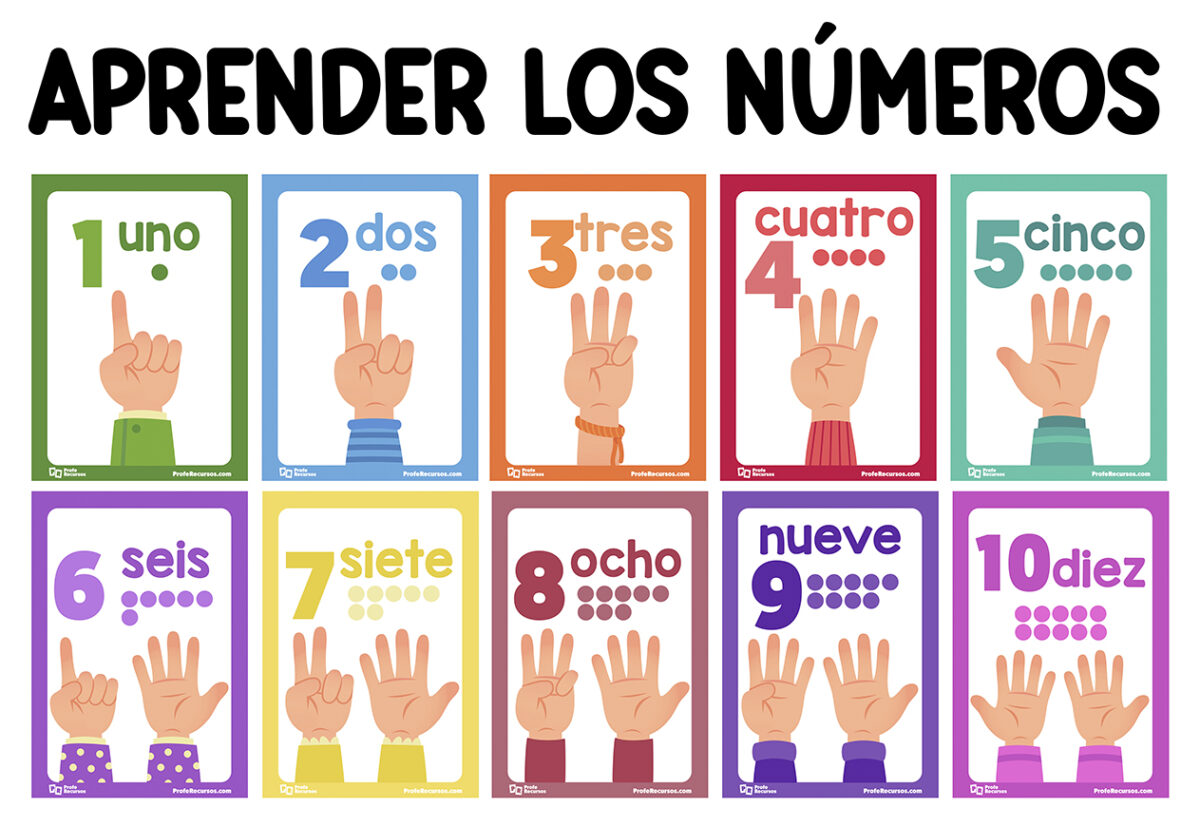 APRENDER LOS NÚMEROS
1 uno
Profe Recursos
ProfeRecursos.com
2 dos
Profe Recursos
ProfeRecursos.com
3 tres
Profe Recursos
ProfeRecursos.com
cuatro
4
Profe Recursos
ProfeRecursos.com
5 cinco
Profe Recursos
ProfeRecursos.com
6 seis
Profe Recursos
ProfeRecursos.com
7 siete
Profe Recursos
ProfeRecursos.com
8 ocho
Profe Recursos
ProfeRecursos.com
nueve
9
Profe Recursos
ProfeRecursos.com
10 diez
Profe Recursos
ProfeRecursos.com